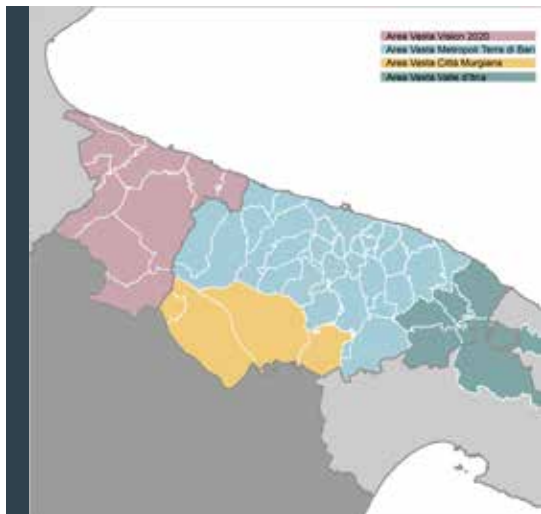 Area Vasta Vision 2020
Area Vasta Metropoli Terra di Bari
Area Vasta Città Murgiana
Area Vasta Valle d'Itria